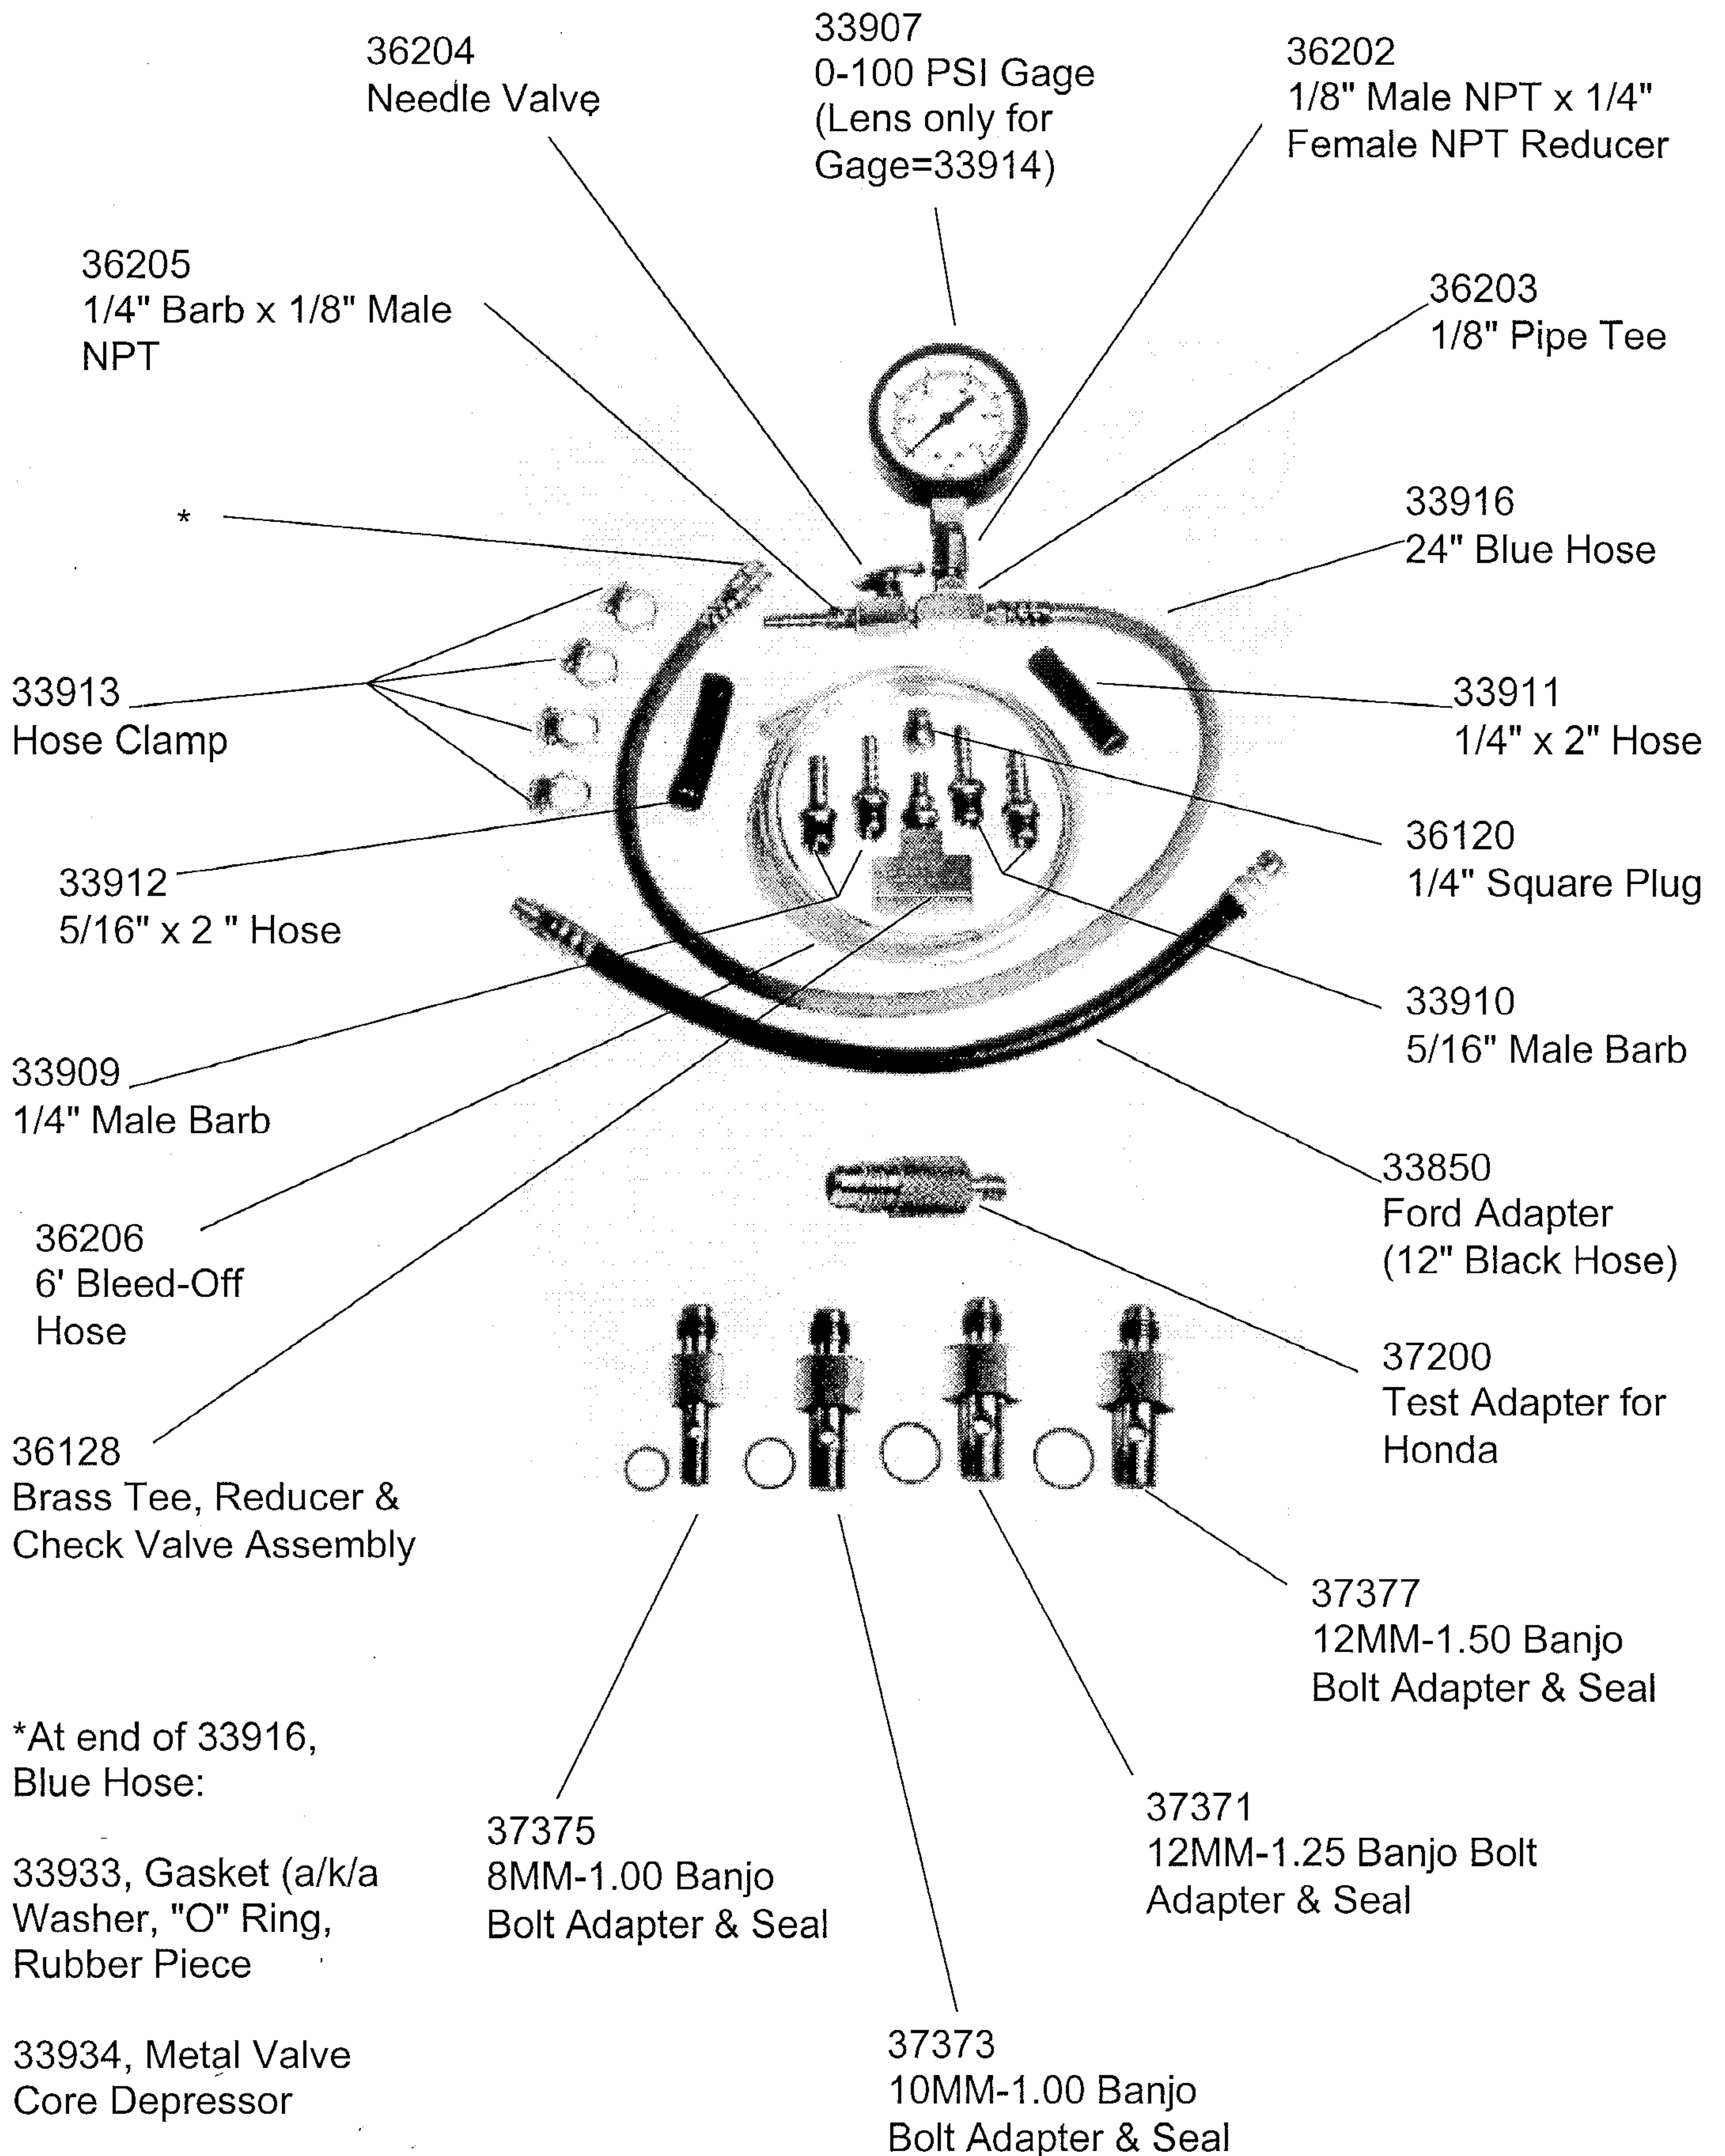 33907
0-100 PSI Gage
(Lens only for
Gage=33914)
36204
Needle Valve
36202
1/8" Male NPT x 1/4"
Female NPT Reducer
36205
1/4" Barb x 1/8" Male
NPT
36203
1/8" Pipe Tee
*
33916
24" Blue Hose
33913
Hose Clamp
33911
1/4" x 2" Hose
33912
5/16" x 2 " Hose
36120
1/4" Square Plug
33909
1/4" Male Barb
33910
5/16" Male Barb
36206
6' Bleed-Off
Hose
33850
Ford Adapter
(12" Black Hose)
36128
Brass Tee, Reducer &
Check Valve Assembly
37200
Test Adapter for
Honda
37377
12MM-1.50 Banjo
Bolt Adapter & Seal
*At end of 33916,
Blue Hose:
33933, Gasket (a/k/a
Washer, "O" Ring,
Rubber Piece
33934, Metal Valve
Core Depressor
37375
8MM-1.00 Banjo
Bolt Adapter & Seal
37371
12MM-1.25 Banjo Bolt
Adapter & Seal
37373
10MM-1.00 Banjo
Bolt Adapter & Seal